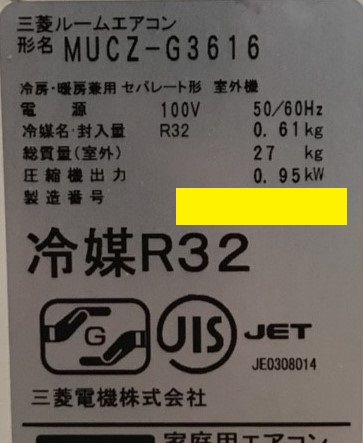 三菱ルームエアコン
形名 MUCZ-G3616
冷房・暖房兼用 セパレート形 室外機
電源 100V 50/60Hz
冷媒名・封入量 R32 0.61kg
総質量(室外) 27 kg
圧縮機出力 0.95kW
製造番号
冷媒R32
G
JIS JET
JE0308014
三菱電機株式会社
家庭用エアコン